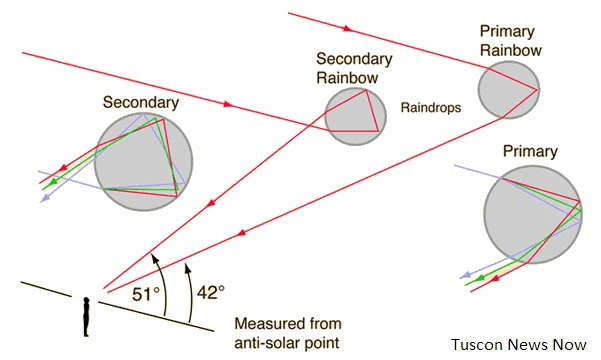 Primary
Rainbow
Secondary
Rainbow
Secondary
Raindrops
Primary
51°
42°
Measured from
anti-solar point
Tuscon News Now